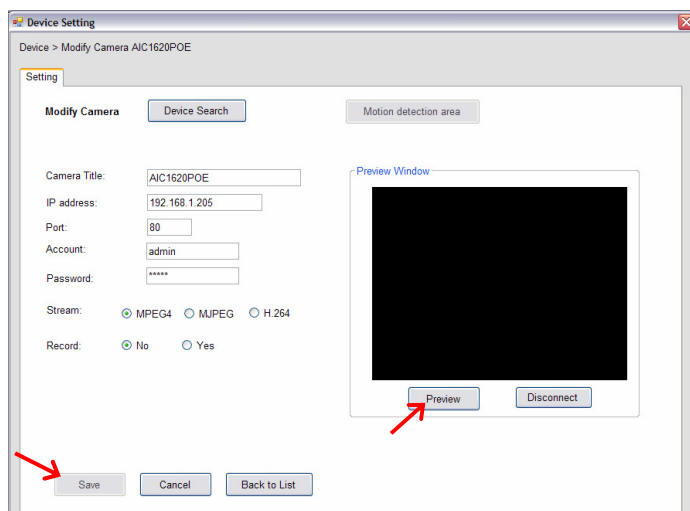 Device Setting
Device > Modify Camera AIC1620POE
Setting
Modify Camera
Device Search
Motion detection area
Camera Title:
AIC1620POE
Preview Window
IP address:
192.168.1.205
Port:
80
Account:
admin
Password:
*****
Stream:
MPEG4
MJPEG
H.264
Record:
No
Yes
Preview
Disconnect
Save
Cancel
Back to List